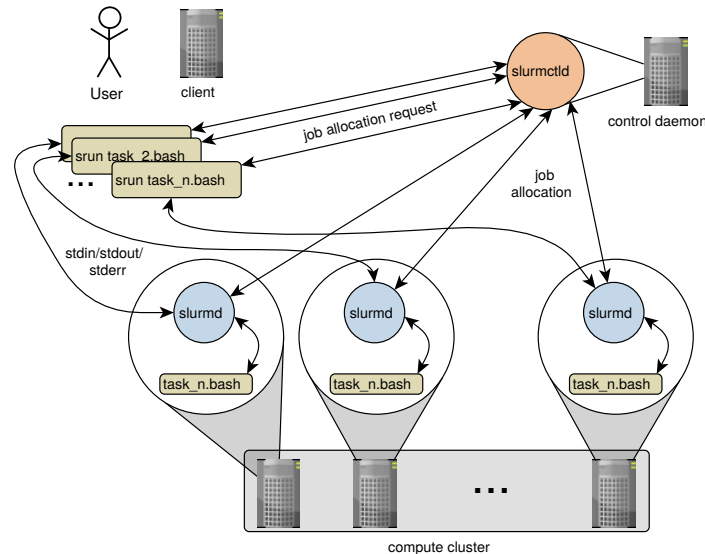 User
client
slurmctld
control daemon
job allocation request
srun task_2.bash
...
srun task_n.bash
job
allocation
stdin/stdout/
stderr
slurmd
slurmd
slurmd
task_n.bash
task_n.bash
task_n.bash
...
compute cluster